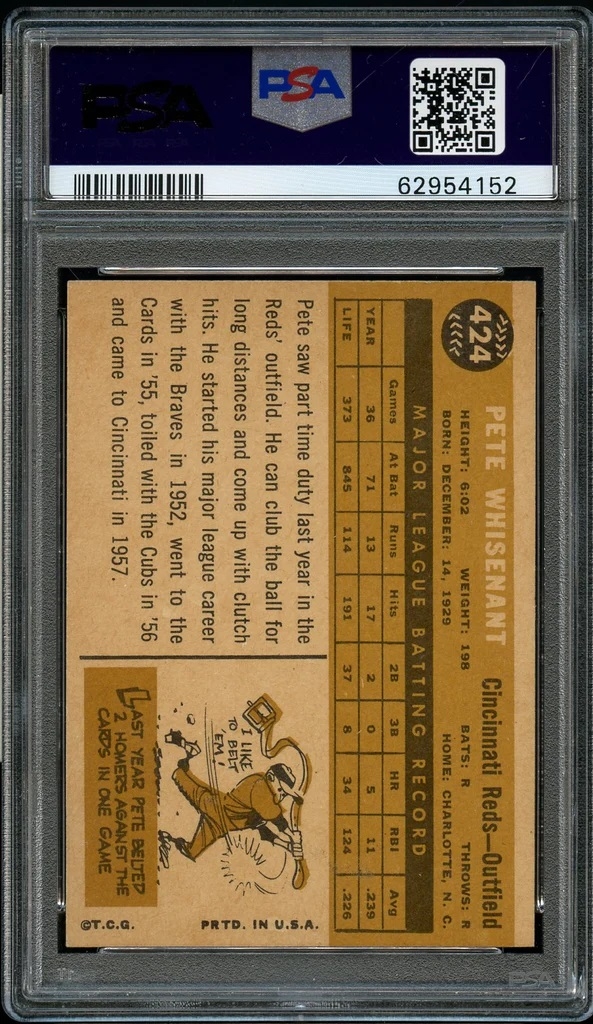 PSA
PSA
62954152
424
PETE WHISENANT Cincinnati Reds—Outfield
HEIGHT: 6:02 WEIGHT: 198 BATS: R THROWS: R
BORN: DECEMBER: 14, 1929 HOME: CHARLOTTE, N. C.
MAJOR LEAGUE BATTING RECORD
Games At Bat Runs Hits 2B 3B HR RBI Avg
YEAR 36 71 13 17 2 0 5 11 .239
LIFE 373 845 114 191 37 8 34 124 .226
Pete saw part time duty last year in the
Reds' outfield. He can club the ball for
long distances and come up with clutch
hits. He started his major league career
with the Braves in 1952, went to the
Cards in '55, toiled with the Cubs in '56
and came to Cincinnati in 1957.
I LIKE
TO BELT
EM!
LAST YEAR PETE BELTED
2 HOMERS AGAINST THE
CARDS IN ONE GAME
©T.C.G. PRTD. IN U.S.A.
PSA